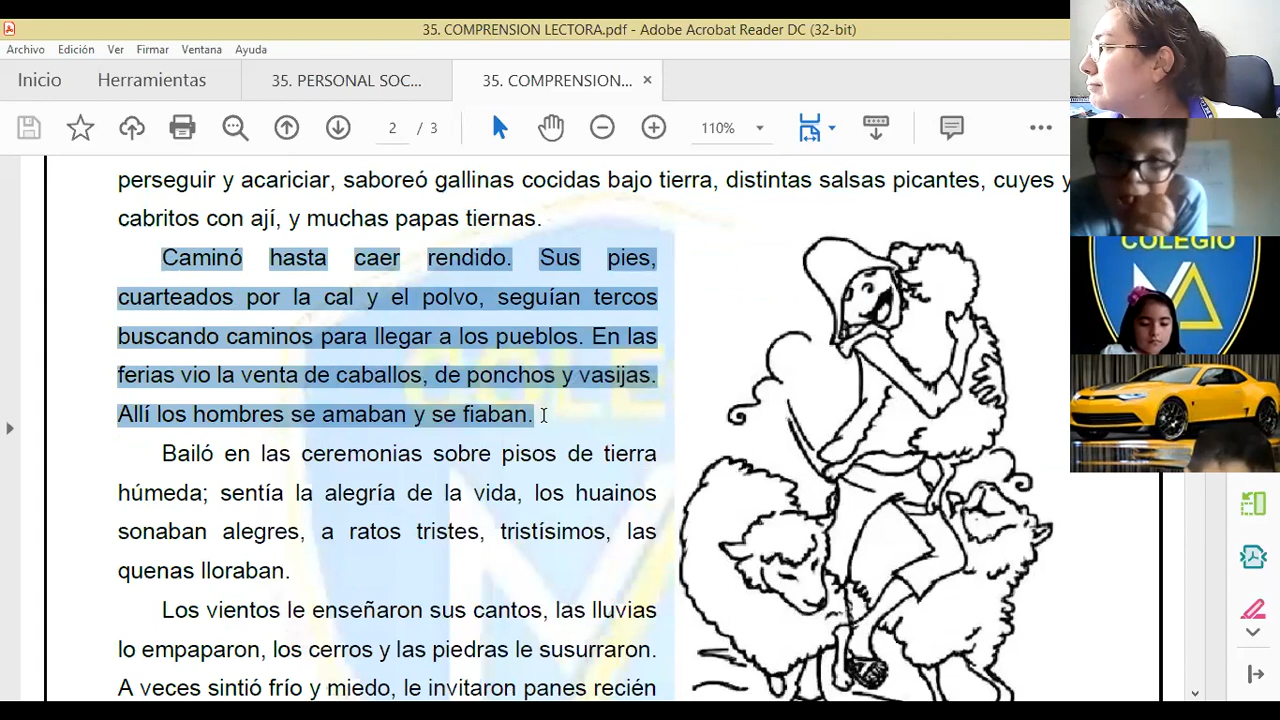 35. COMPRENSION LECTORA.pdf - Adobe Acrobat Reader DC (32-bit)
Archivo Edición Ver Firmar Ventana Ayuda
Inicio Herramientas 35. PERSONAL SOC... 35. COMPRENSION... ×
2 / 3 110%
perseguir y acariciar, saboreó gallinas cocidas bajo tierra, distintas salsas picantes, cuyes y
cabritos con ají, y muchas papas tiernas.
Caminó hasta caer rendido. Sus pies,
cuarteados por la cal y el polvo, seguían tercos
buscando caminos para llegar a los pueblos. En las
ferias vio la venta de caballos, de ponchos y vasijas.
Allí los hombres se amaban y se fiaban.
Bailó en las ceremonias sobre pisos de tierra
húmeda; sentía la alegría de la vida, los huainos
sonaban alegres, a ratos tristes, tristísimos, las
quenas lloraban.
Los vientos le enseñaron sus cantos, las lluvias
lo empaparon, los cerros y las piedras le susurraron.
A veces sintió frío y miedo, le invitaron panes recién
COLEGIO